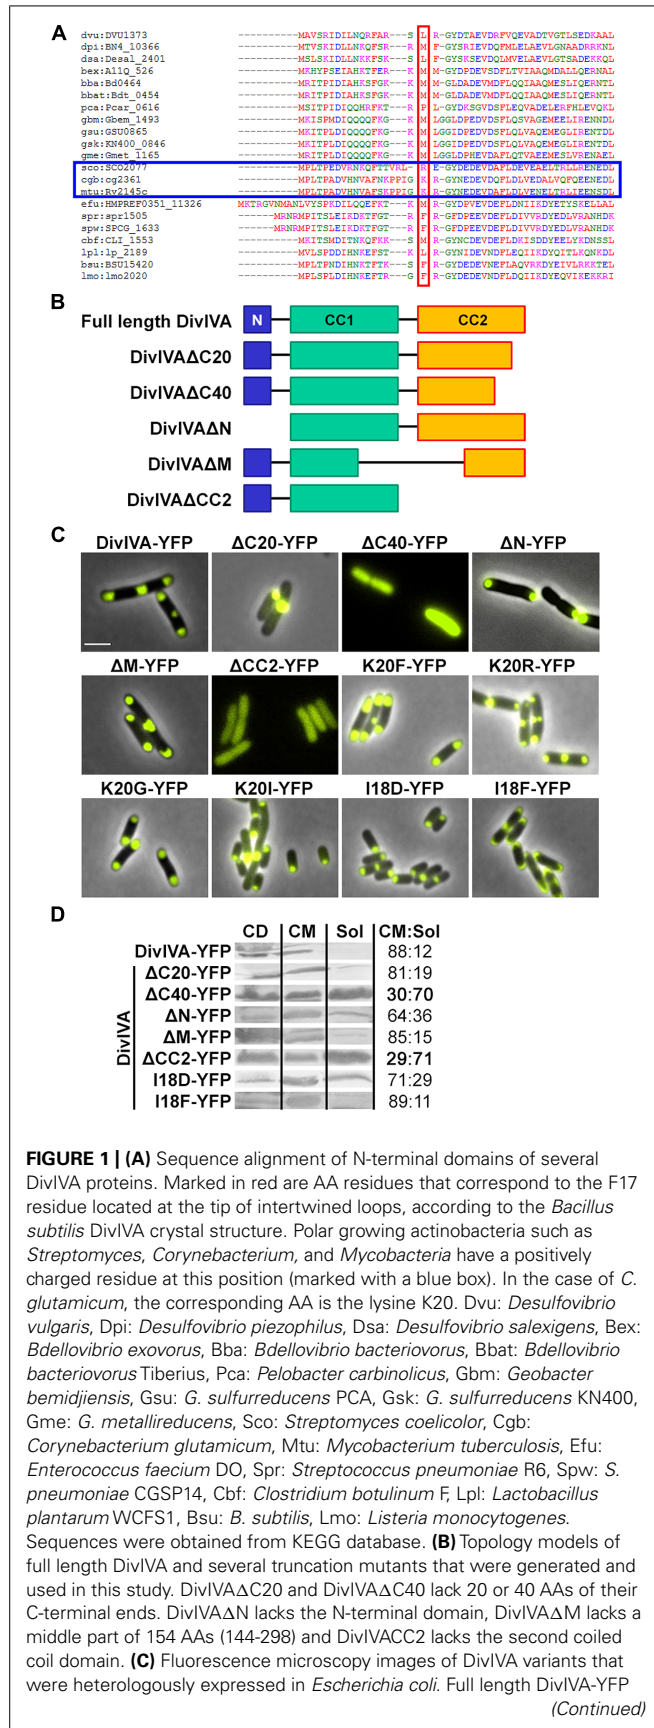 A
dvu:DVU1373
dpi:BN4_10366
dsa:Desal_2401
bex:A11Q_526
bba:Bd0464
bbat:Bdt_0454
pca:Pcar_0616
gbm:Gbem_1493
gsu:GSU0865
gsk:KN400_0846
gme:Gmet_1165
sco:SCO2077
cgb:cg2361
mtu:Rv2145c
efu:HMPREF0351_11326
spr:spr1505
spw:SPCG_1633
cbf:CLI_1553
lpl:lp_2189
bsu:BSU15420
lmo:lmo2020
B
Full length DivIVA
N
CC1
CC2
DivIVAΔC20
DivIVAΔC40
DivIVAΔN
DivIVAΔM
DivIVAΔCC2
C
DivIVA-YFP ΔC20-YFP ΔC40-YFP ΔN-YFP
ΔM-YFP ΔCC2-YFP K20F-YFP K20R-YFP
K20G-YFP K20I-YFP I18D-YFP I18F-YFP
D
CD CM Sol CM:Sol
DivIVA-YFP 88:12
DivIVA
ΔC20-YFP 81:19
ΔC40-YFP 30:70
ΔN-YFP 64:36
ΔM-YFP 85:15
ΔCC2-YFP 29:71
I18D-YFP 71:29
I18F-YFP 89:11
FIGURE 1 | (A) Sequence alignment of N-terminal domains of several
DivIVA proteins. Marked in red are AA residues that correspond to the F17
residue located at the tip of intertwined loops, according to the Bacillus
subtilis DivIVA crystal structure. Polar growing actinobacteria such as
Streptomyces, Corynebacterium, and Mycobacteria have a positively
charged residue at this position (marked with a blue box). In the case of C.
glutamicum, the corresponding AA is the lysine K20. Dvu: Desulfovibrio
vulgaris, Dpi: Desulfovibrio piezophilus, Dsa: Desulfovibrio salexigens, Bex:
Bdellovibrio exovorus, Bba: Bdellovibrio bacteriovorus, Bbat: Bdellovibrio
bacteriovorus Tiberius, Pca: Pelobacter carbinolicus, Gbm: Geobacter
bemidjiensis, Gsu: G. sulfurreducens PCA, Gsk: G. sulfurreducens KN400,
Gme: G. metallireducens, Sco: Streptomyces coelicolor, Cgb:
Corynebacterium glutamicum, Mtu: Mycobacterium tuberculosis, Efu:
Enterococcus faecium DO, Spr: Streptococcus pneumoniae R6, Spw: S.
pneumoniae CGSP14, Cbf: Clostridium botulinum F, Lpl: Lactobacillus
plantarum WCFS1, Bsu: B. subtilis, Lmo: Listeria monocytogenes.
Sequences were obtained from KEGG database. (B) Topology models of
full length DivIVA and several truncation mutants that were generated and
used in this study. DivIVAΔC20 and DivIVAΔC40 lack 20 or 40 AAs of their
C-terminal ends. DivIVAΔN lacks the N-terminal domain, DivIVAΔM lacks a
middle part of 154 AAs (144-298) and DivIVACC2 lacks the second coiled
coil domain. (C) Fluorescence microscopy images of DivIVA variants that
were heterologously expressed in Escherichia coli. Full length DivIVA-YFP
(Continued)